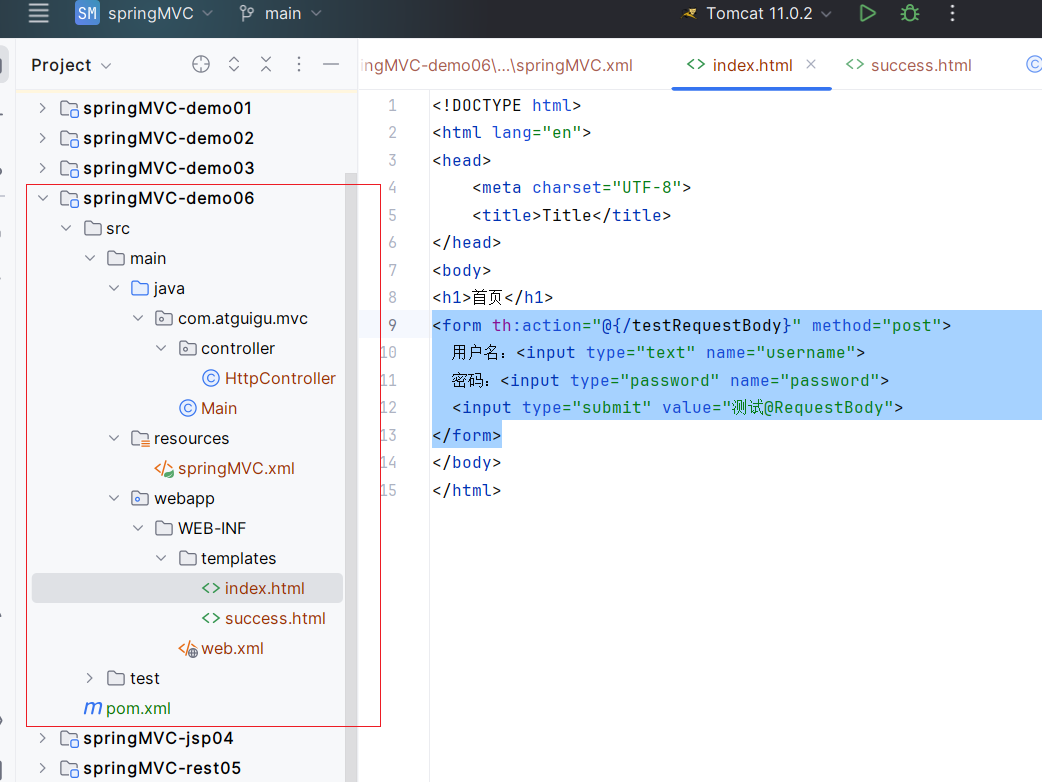 SM springMVC main Tomcat 11.0.2
Project
ingMVC-demo06\...\springMVC.xml index.html success.html
springMVC-demo01
springMVC-demo02
springMVC-demo03
springMVC-demo06
src
main
java
com.atguigu.mvc
controller
HttpController
Main
resources
springMVC.xml
webapp
WEB-INF
templates
index.html
success.html
web.xml
test
pom.xml
springMVC-jsp04
springMVC-rest05
1 <!DOCTYPE html>
2 <html lang="en">
3 <head>
4 <meta charset="UTF-8">
5 <title>Title</title>
6 </head>
7 <body>
8 <h1>首页</h1>
9 <form th:action="@{/testRequestBody}" method="post">
10 用户名：<input type="text" name="username">
11 密码：<input type="password" name="password">
12 <input type="submit" value="测试@RequestBody">
13 </form>
14 </body>
15 </html>